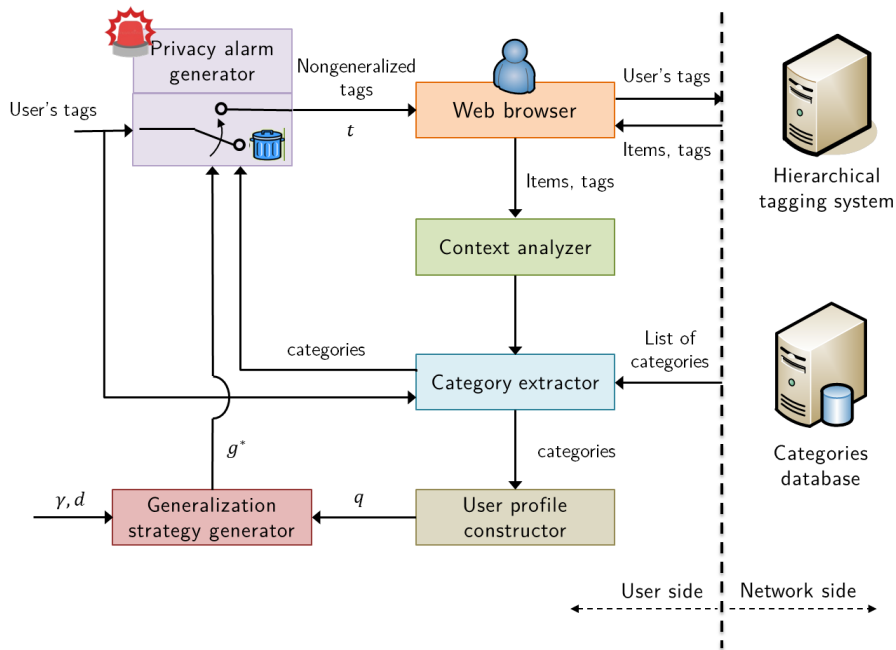 Privacy alarm
generator
User's tags
Nongeneralized
tags
t
Web browser
User's tags
Items, tags
Hierarchical
tagging system
Items, tags
Context analyzer
List of
categories
categories
Category extractor
Categories
database
g*
categories
γ, d
Generalization
strategy generator
q
User profile
constructor
User side
Network side